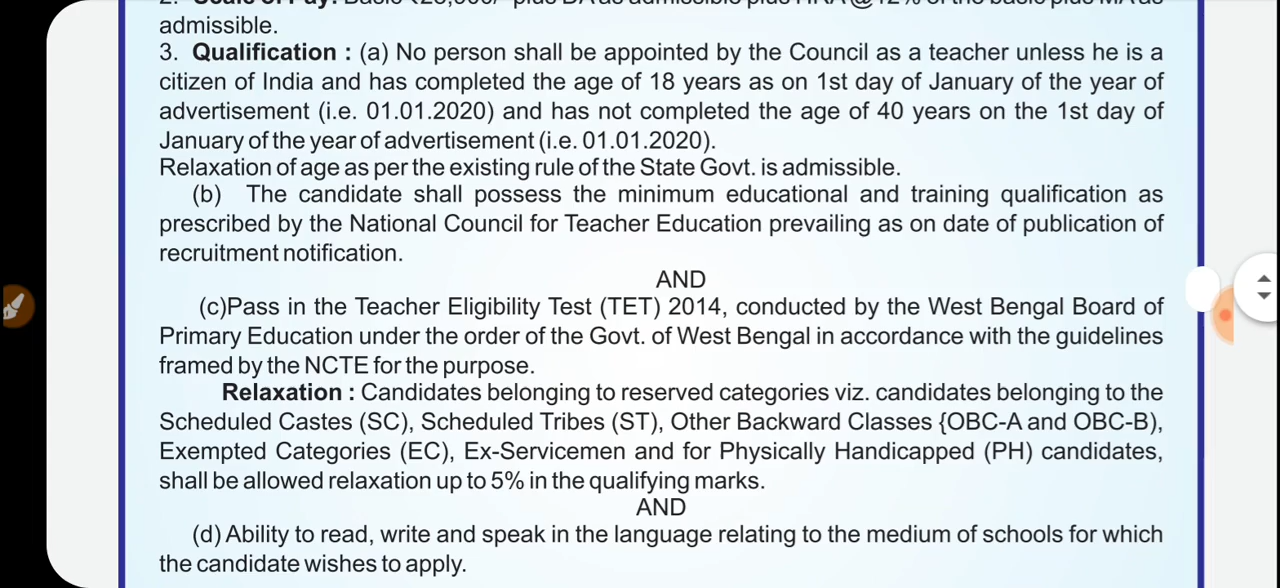 admissible.
3. Qualification : (a) No person shall be appointed by the Council as a teacher unless he is a
citizen of India and has completed the age of 18 years as on 1st day of January of the year of
advertisement (i.e. 01.01.2020) and has not completed the age of 40 years on the 1st day of
January of the year of advertisement (i.e. 01.01.2020).
Relaxation of age as per the existing rule of the State Govt. is admissible.
(b) The candidate shall possess the minimum educational and training qualification as
prescribed by the National Council for Teacher Education prevailing as on date of publication of
recruitment notification.
AND
(c)Pass in the Teacher Eligibility Test (TET) 2014, conducted by the West Bengal Board of
Primary Education under the order of the Govt. of West Bengal in accordance with the guidelines
framed by the NCTE for the purpose.
Relaxation : Candidates belonging to reserved categories viz. candidates belonging to the
Scheduled Castes (SC), Scheduled Tribes (ST), Other Backward Classes {OBC-A and OBC-B),
Exempted Categories (EC), Ex-Servicemen and for Physically Handicapped (PH) candidates,
shall be allowed relaxation up to 5% in the qualifying marks.
AND
(d) Ability to read, write and speak in the language relating to the medium of schools for which
the candidate wishes to apply.